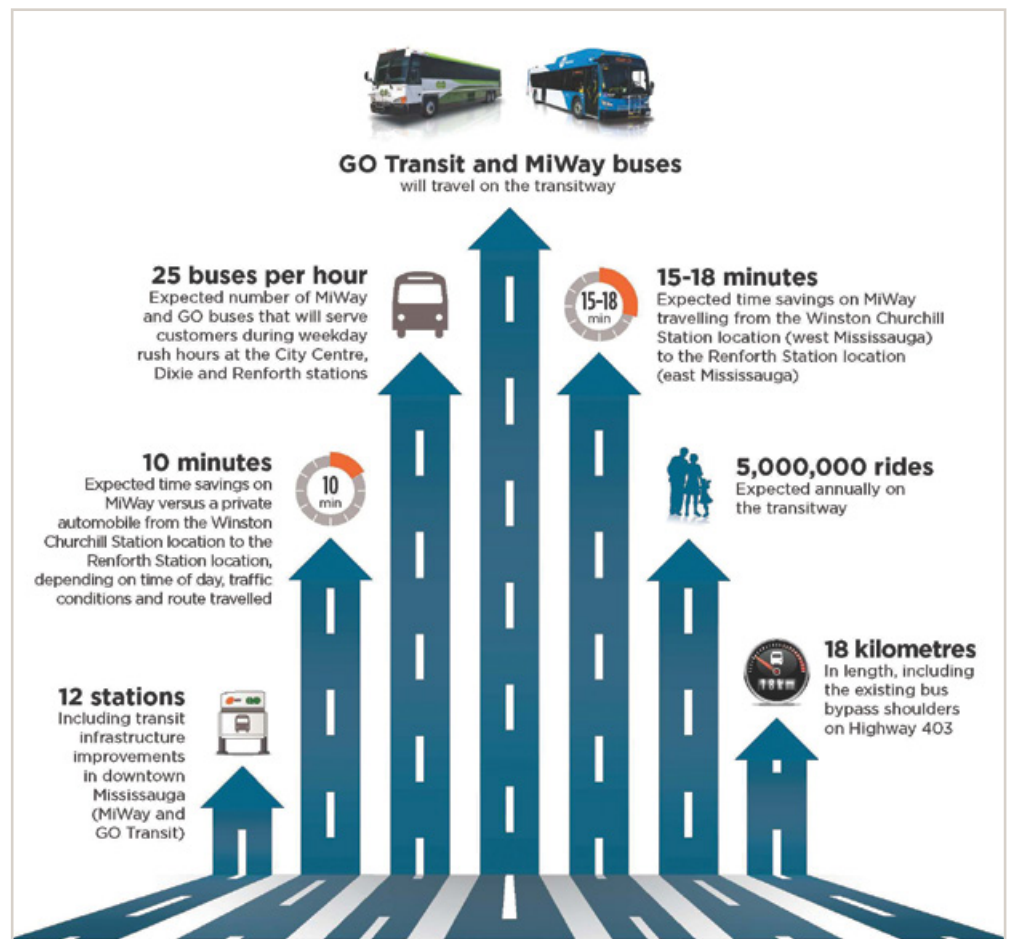 GO Transit and MiWay buses
will travel on the transitway
25 buses per hour
Expected number of MiWay
and GO buses that will serve
customers during weekday
rush hours at the City Centre,
Dixie and Renforth stations
15-18
min
15-18 minutes
Expected time savings on MiWay
travelling from the Winston Churchill
Station location (west Mississauga)
to the Renforth Station location
(east Mississauga)
10 minutes
Expected time savings on
MiWay versus a private
automobile from the Winston
Churchill Station location to the
Renforth Station location,
depending on time of day, traffic
conditions and route travelled
10
min
5,000,000 rides
Expected annually on
the transitway
12 stations
Including transit
infrastructure
improvements
in downtown
Mississauga
(MiWay and
GO Transit)
18km
18 kilometres
In length, including
the existing bus
bypass shoulders
on Highway 403